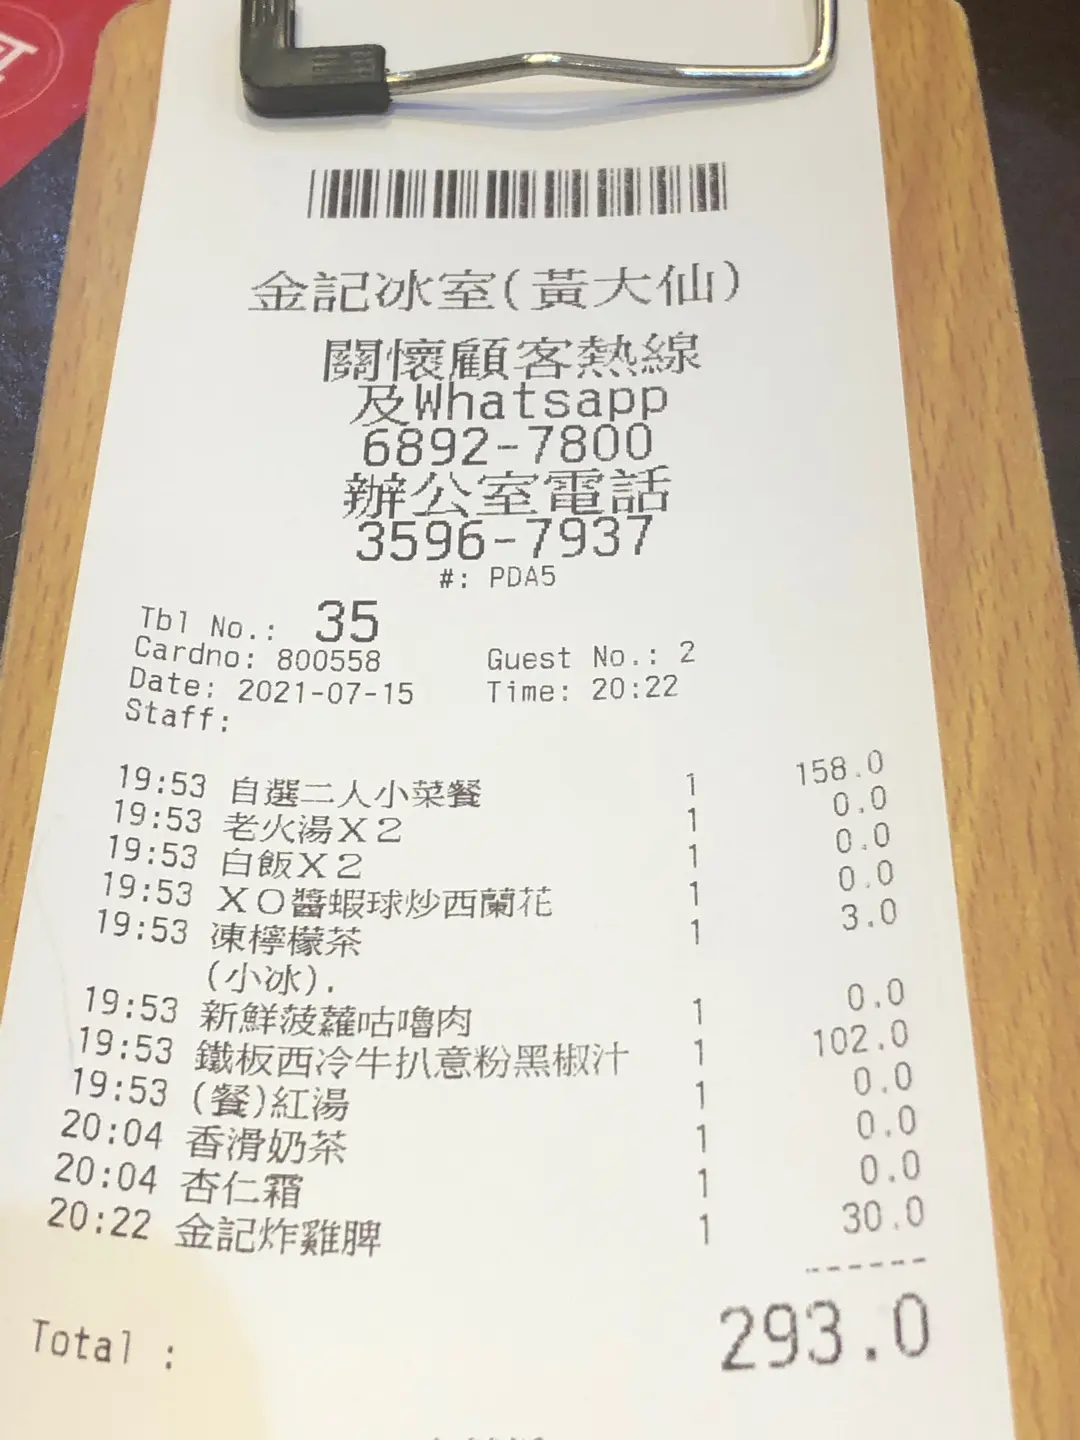 金記冰室(黃大仙)
關懷顧客熱線
及Whatsapp
6892-7800
辦公室電話
3596-7937
#: PDA5
Tbl No.: 35
Cardno: 800558 Guest No.: 2
Date: 2021-07-15 Time: 20:22
Staff:
19:53 自選二人小菜餐 1 158.0
19:53 老火湯X2 1 0.0
19:53 白飯X2 1 0.0
19:53 XO醬蝦球炒西蘭花 1 0.0
19:53 凍檸檬茶 1 3.0
(小冰).
19:53 新鮮菠蘿咕嚕肉 1 0.0
19:53 鐵板西冷牛扒意粉黑椒汁 1 102.0
19:53 (餐)紅湯 1 0.0
20:04 香滑奶茶 1 0.0
20:04 杏仁霜 1 0.0
20:22 金記炸雞脾 1 30.0
------
Total : 293.0